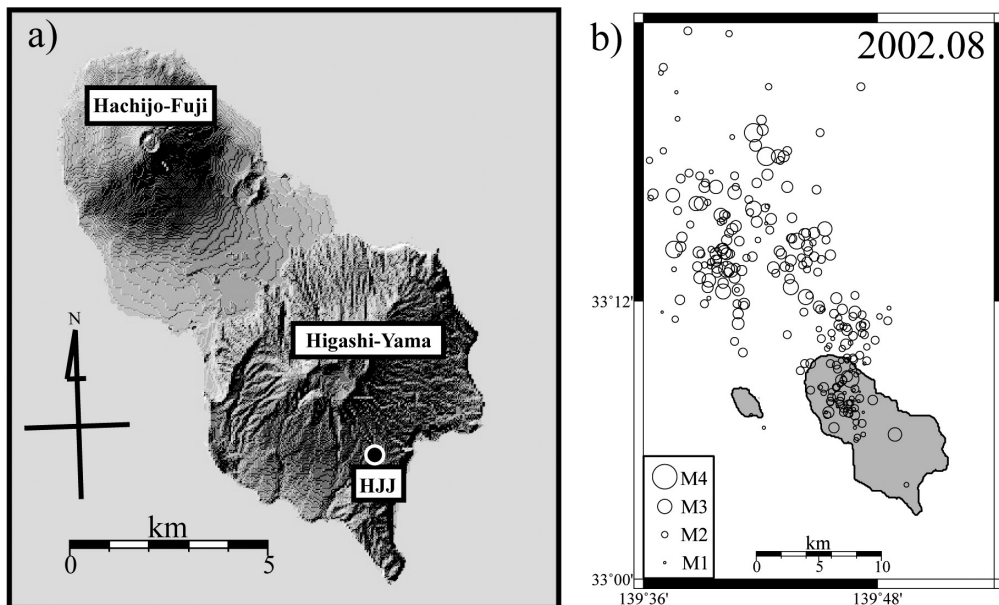 a)
Hachijo-Fuji
N
Higashi-Yama
HJJ
km
0 5
b)
2002.08
33°12'
M4
M3
M2
M1
km
0 5 10
33°00'
139°36' 139°48'